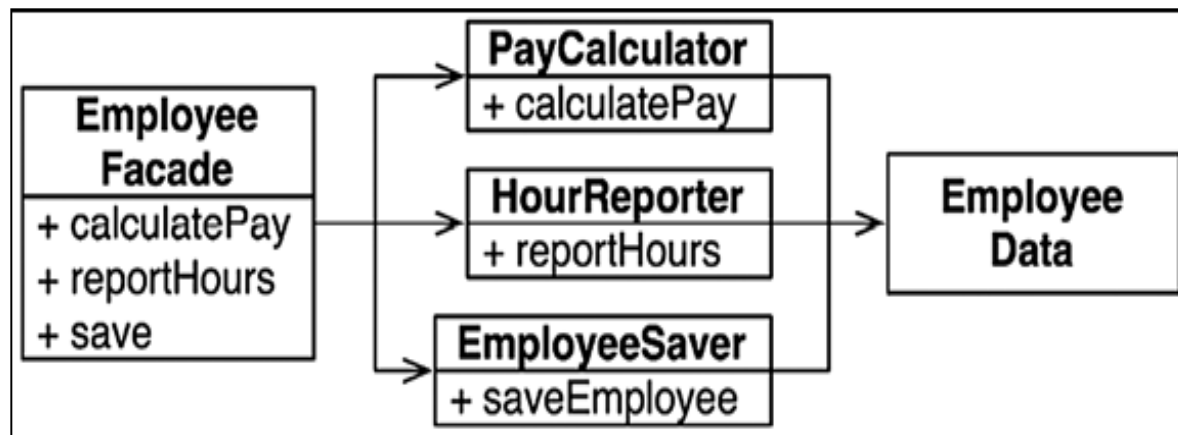 Employee
Facade
+ calculatePay
+ reportHours
+ save
PayCalculator
+ calculatePay
HourReporter
+ reportHours
EmployeeSaver
+ saveEmployee
Employee
Data